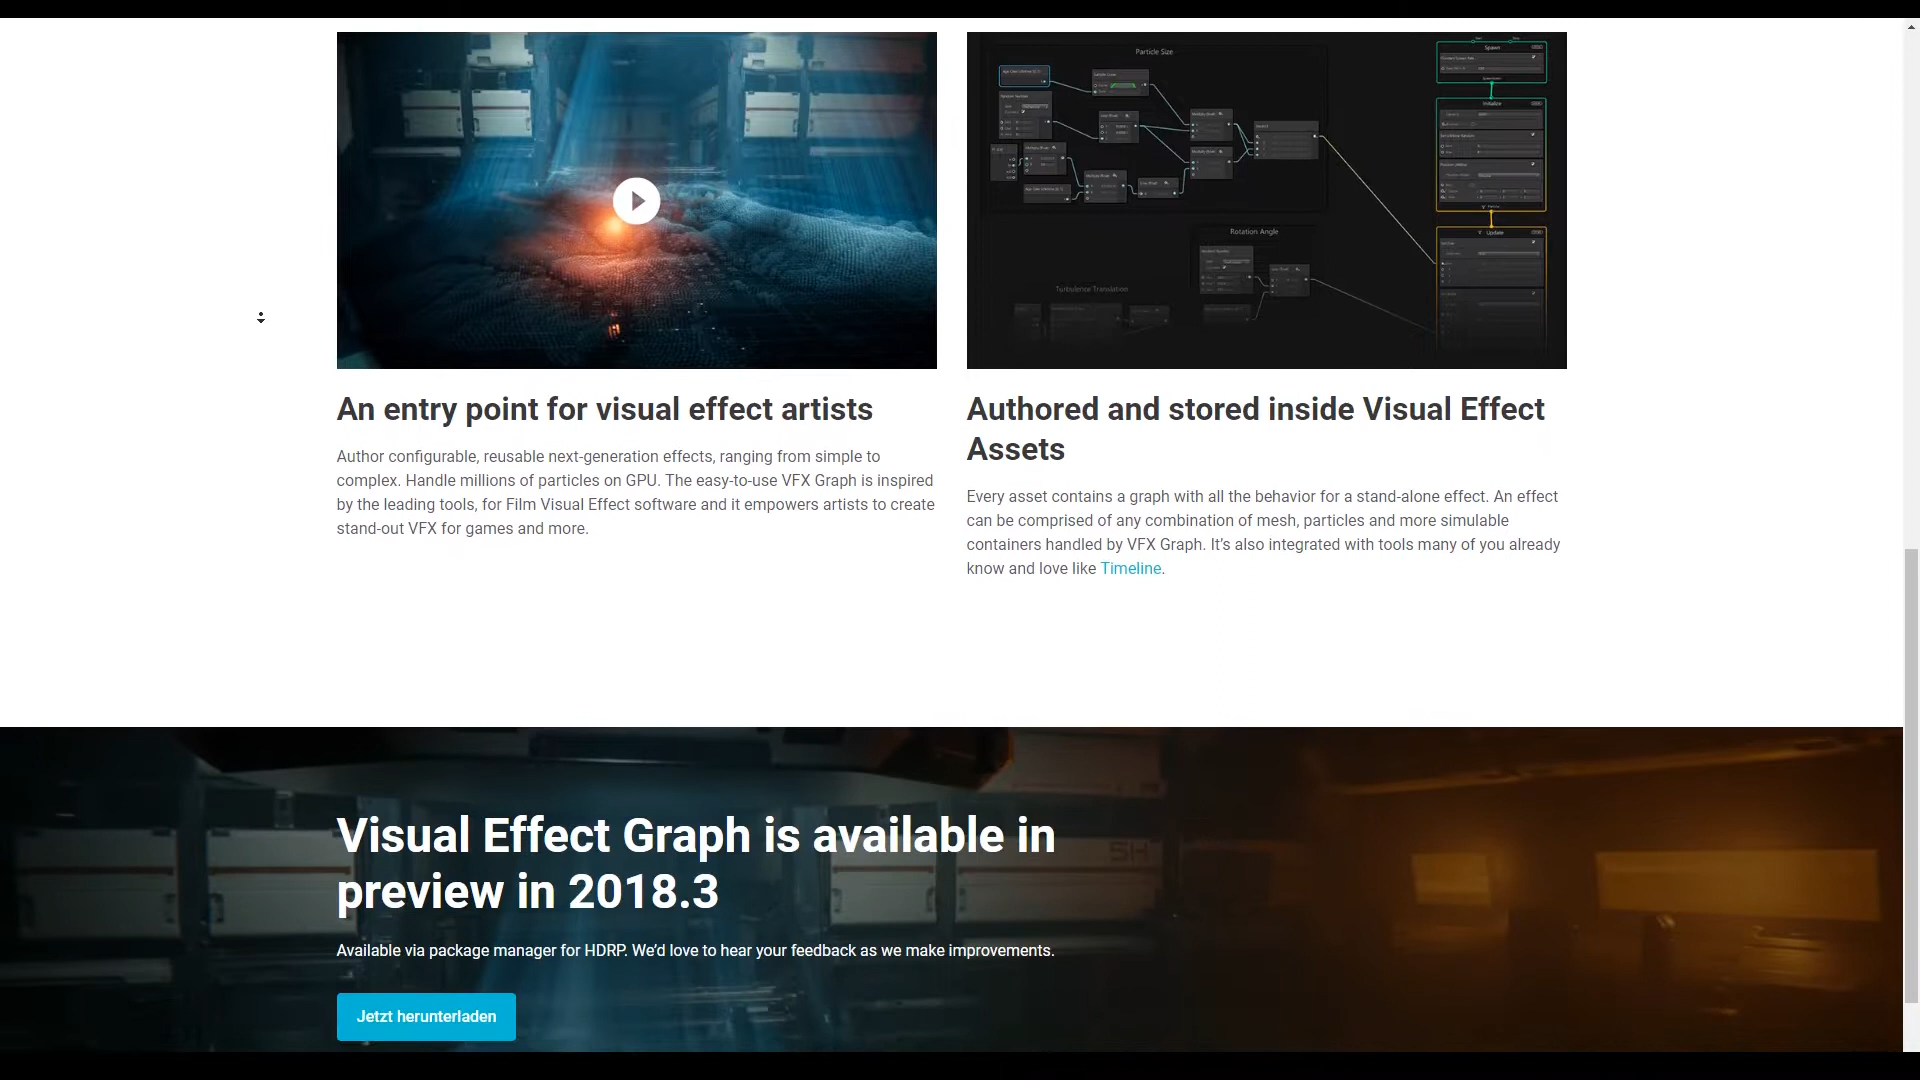 Particle Size
Spawn
Initialize
Update
Rotation Angle
Turbulence Translation
An entry point for visual effect artists
Author configurable, reusable next-generation effects, ranging from simple to
complex. Handle millions of particles on GPU. The easy-to-use VFX Graph is inspired
by the leading tools, for Film Visual Effect software and it empowers artists to create
stand-out VFX for games and more.
Authored and stored inside Visual Effect
Assets
Every asset contains a graph with all the behavior for a stand-alone effect. An effect
can be comprised of any combination of mesh, particles and more simulable
containers handled by VFX Graph. It’s also integrated with tools many of you already
know and love like Timeline.
Visual Effect Graph is available in
preview in 2018.3
Available via package manager for HDRP. We’d love to hear your feedback as we make improvements.
Jetzt herunterladen